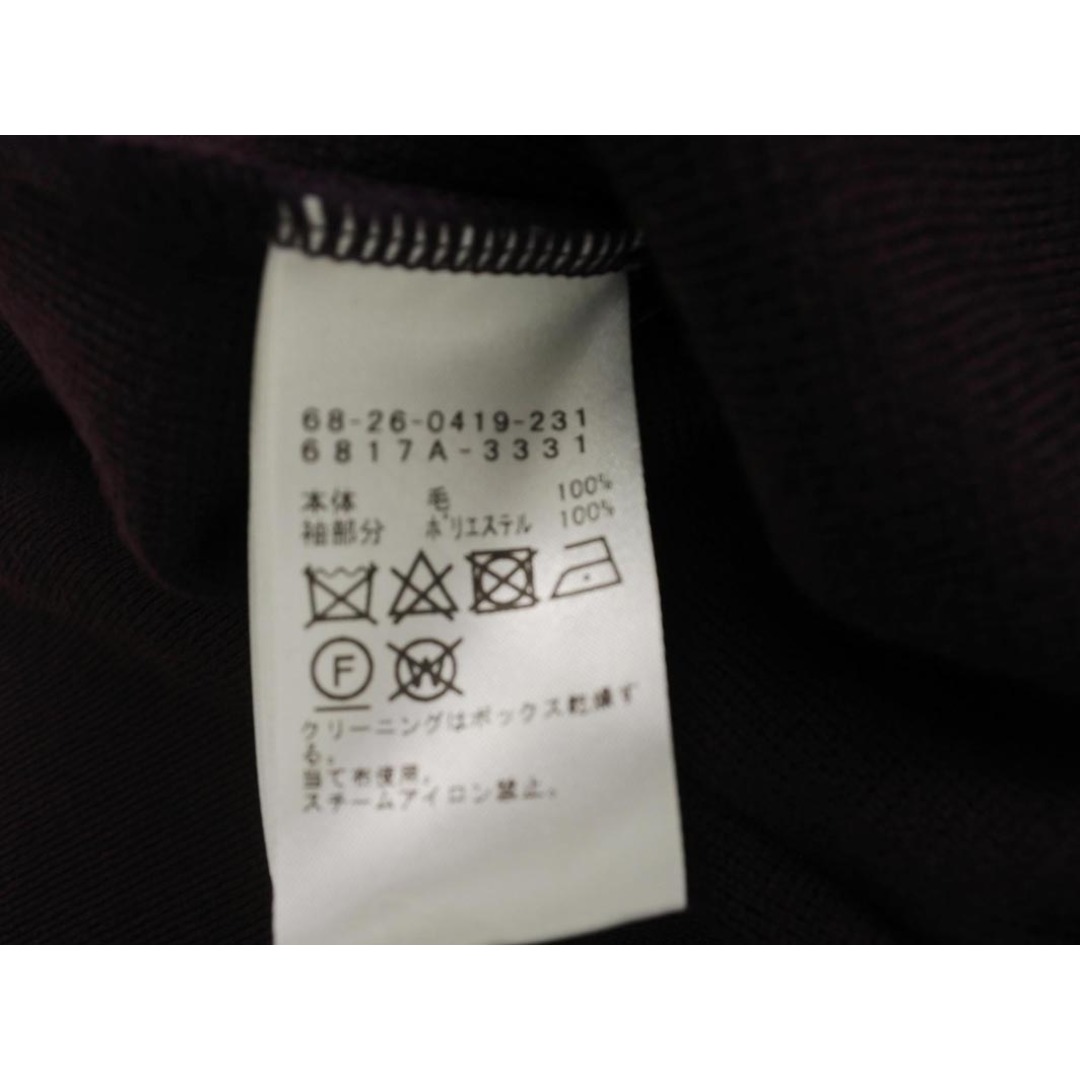 68-26-0419-231
6817A-3331
本体 毛 100%
袖部分 ポリエステル 100%
F W
クリーニングはボックス乾燥す
る。
当て布使用。
スチームアイロン禁止。